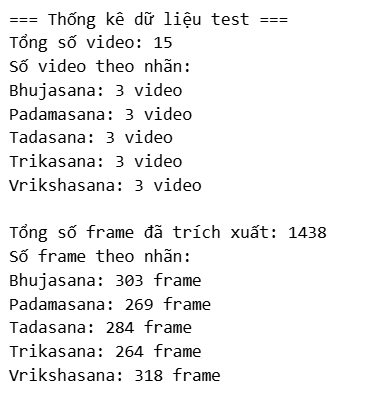 === Thống kê dữ liệu test ===
Tổng số video: 15
Số video theo nhãn:
Bhujasana: 3 video
Padamasana: 3 video
Tadasana: 3 video
Trikasana: 3 video
Vrikshasana: 3 video

Tổng số frame đã trích xuất: 1438
Số frame theo nhãn:
Bhujasana: 303 frame
Padamasana: 269 frame
Tadasana: 284 frame
Trikasana: 264 frame
Vrikshasana: 318 frame